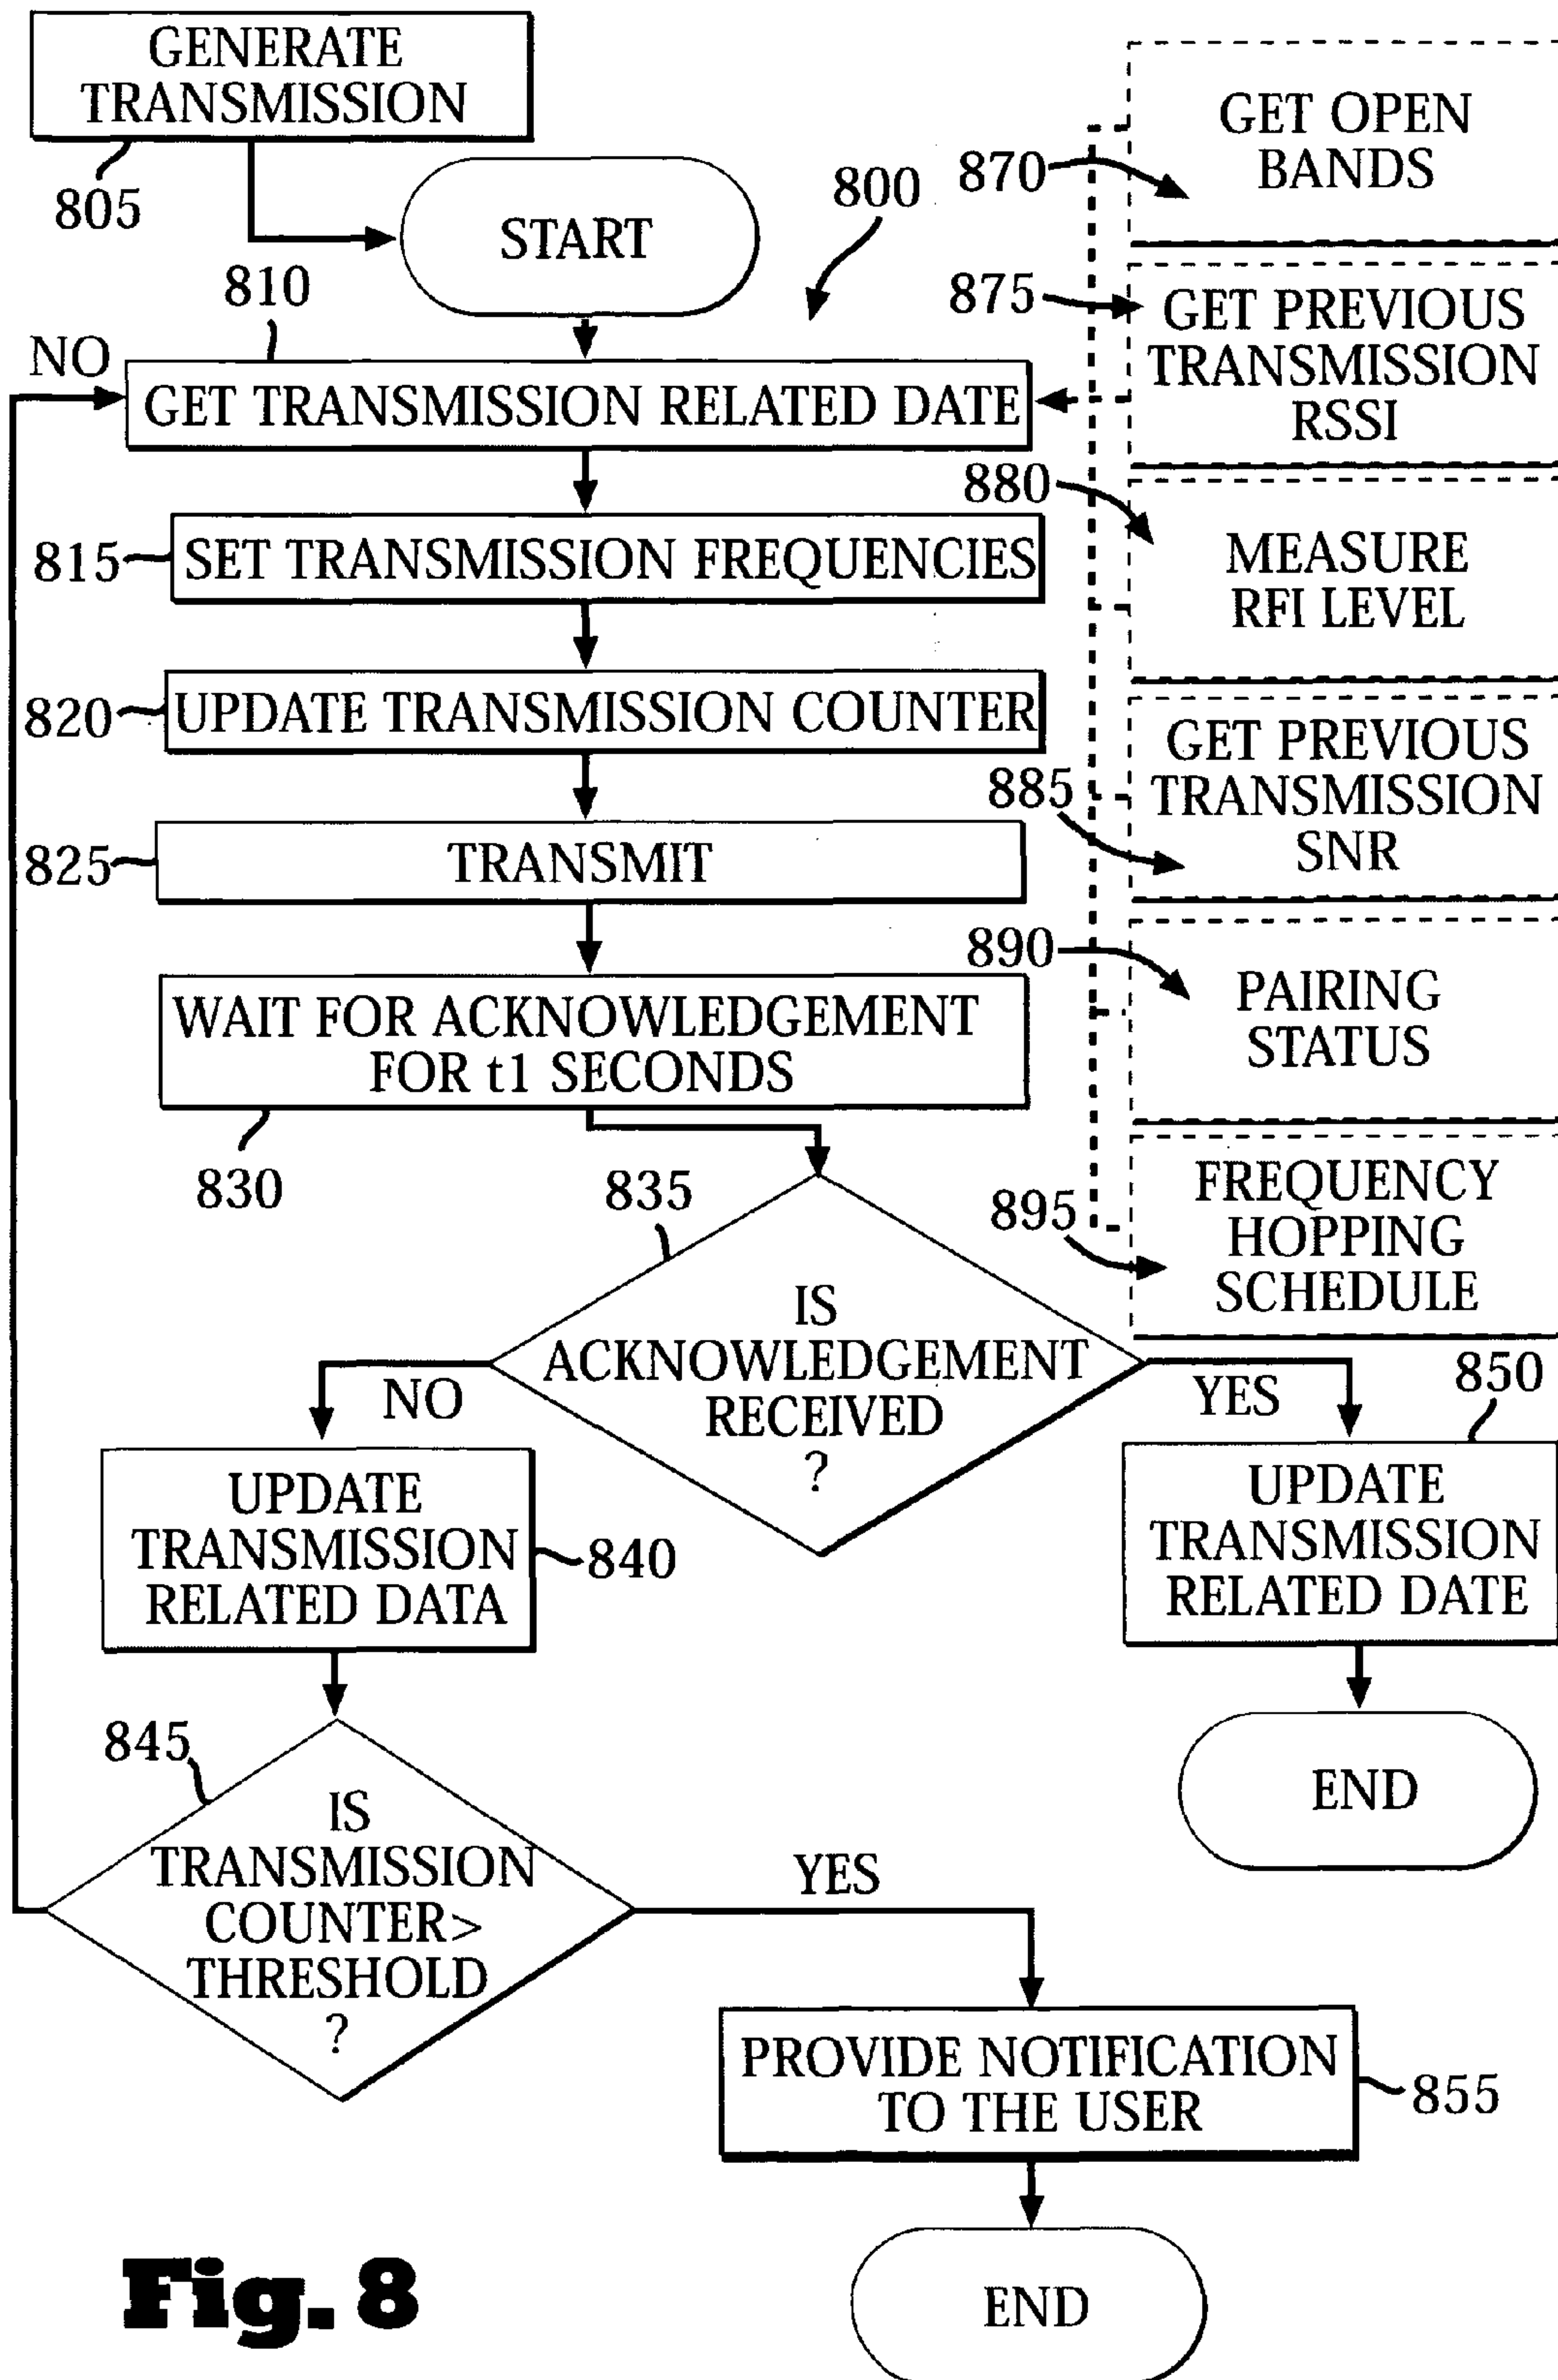 GENERATE
TRANSMISSION
805
START
800
810
NO
GET TRANSMISSION RELATED DATE
815
SET TRANSMISSION FREQUENCIES
820
UPDATE TRANSMISSION COUNTER
825
TRANSMIT
WAIT FOR ACKNOWLEDGEMENT
FOR t1 SECONDS
830
835
IS
ACKNOWLEDGEMENT
RECEIVED
?
NO
YES
UPDATE
TRANSMISSION
RELATED DATA
840
850
UPDATE
TRANSMISSION
RELATED DATE
END
845
IS
TRANSMISSION
COUNTER>
THRESHOLD
?
YES
PROVIDE NOTIFICATION
TO THE USER
855
END
870
GET OPEN
BANDS
875
GET PREVIOUS
TRANSMISSION
RSSI
880
MEASURE
RFI LEVEL
885
GET PREVIOUS
TRANSMISSION
SNR
890
PAIRING
STATUS
895
FREQUENCY
HOPPING
SCHEDULE
Fig. 8